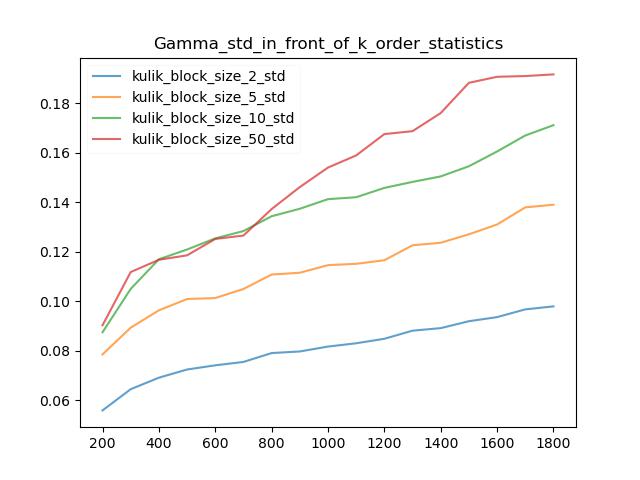 Gamma_std_in_front_of_k_order_statistics
kulik_block_size_2_std
kulik_block_size_5_std
kulik_block_size_10_std
kulik_block_size_50_std
0.18
0.16
0.14
0.12
0.10
0.08
0.06
200 400 600 800 1000 1200 1400 1600 1800